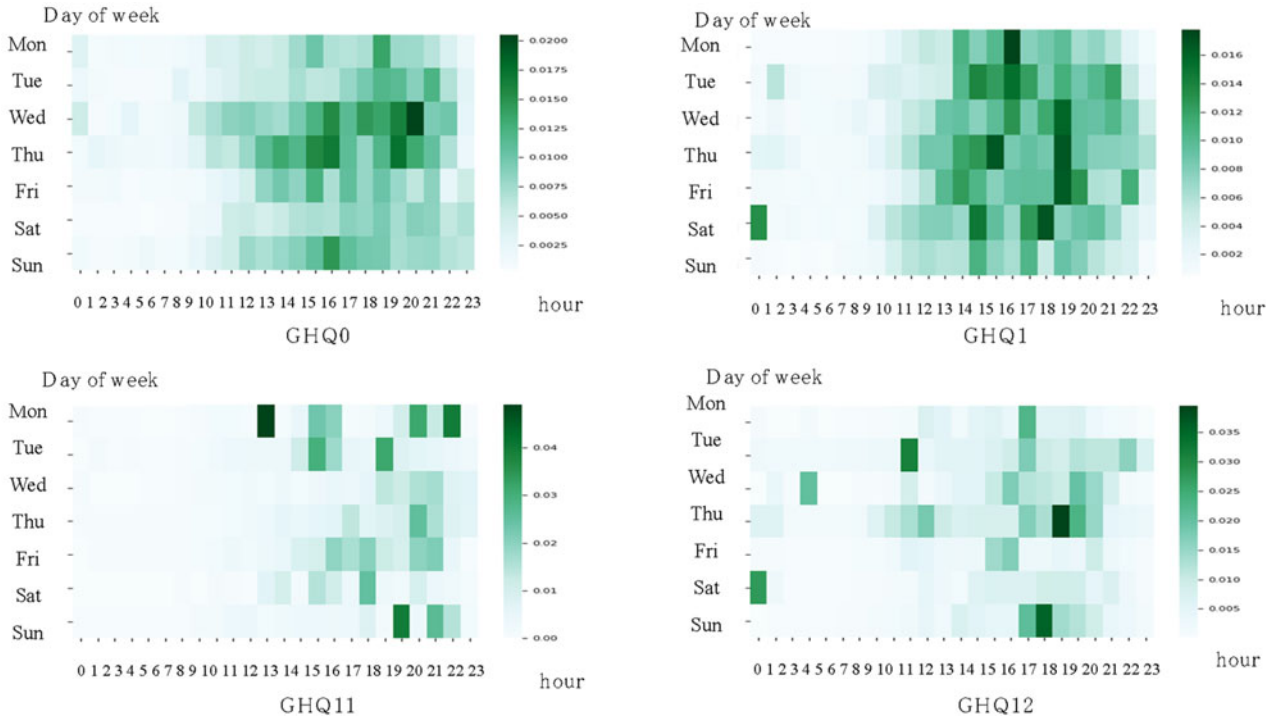 Day of week
Mon
Tue
Wed
Thu
Fri
Sat
Sun
0.0200
0.0175
0.0150
0.0125
0.0100
0.0075
0.0050
0.0025
0 1 2 3 4 5 6 7 8 9 10 11 12 13 14 15 16 17 18 19 20 21 22 23
hour
GHQ0
Day of week
Mon
Tue
Wed
Thu
Fri
Sat
Sun
0.016
0.014
0.012
0.010
0.008
0.006
0.004
0.002
0 1 2 3 4 5 6 7 8 9 10 11 12 13 14 15 16 17 18 19 20 21 22 23
hour
GHQ1
Day of week
Mon
Tue
Wed
Thu
Fri
Sat
Sun
0.04
0.03
0.02
0.01
0.00
0 1 2 3 4 5 6 7 8 9 10 11 12 13 14 15 16 17 18 19 20 21 22 23
hour
GHQ11
Day of week
Mon
Tue
Wed
Thu
Fri
Sat
Sun
0.035
0.030
0.025
0.020
0.015
0.010
0.005
0 1 2 3 4 5 6 7 8 9 10 11 12 13 14 15 16 17 18 19 20 21 22 23
hour
GHQ12